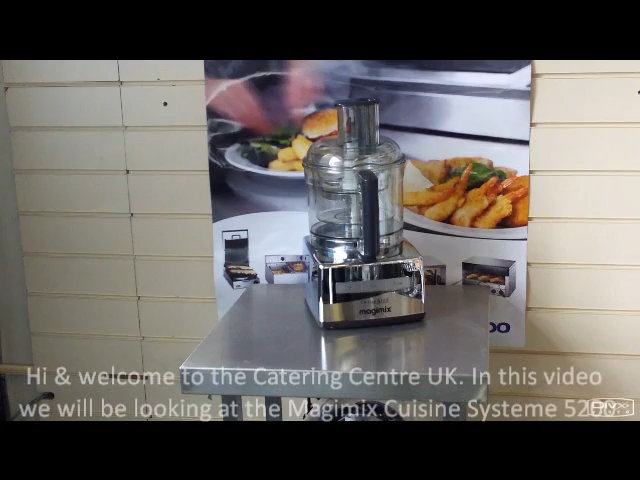 magimix
Hi & welcome to the Catering Centre UK. In this video
we will be looking at the Magimix Cuisine Systeme